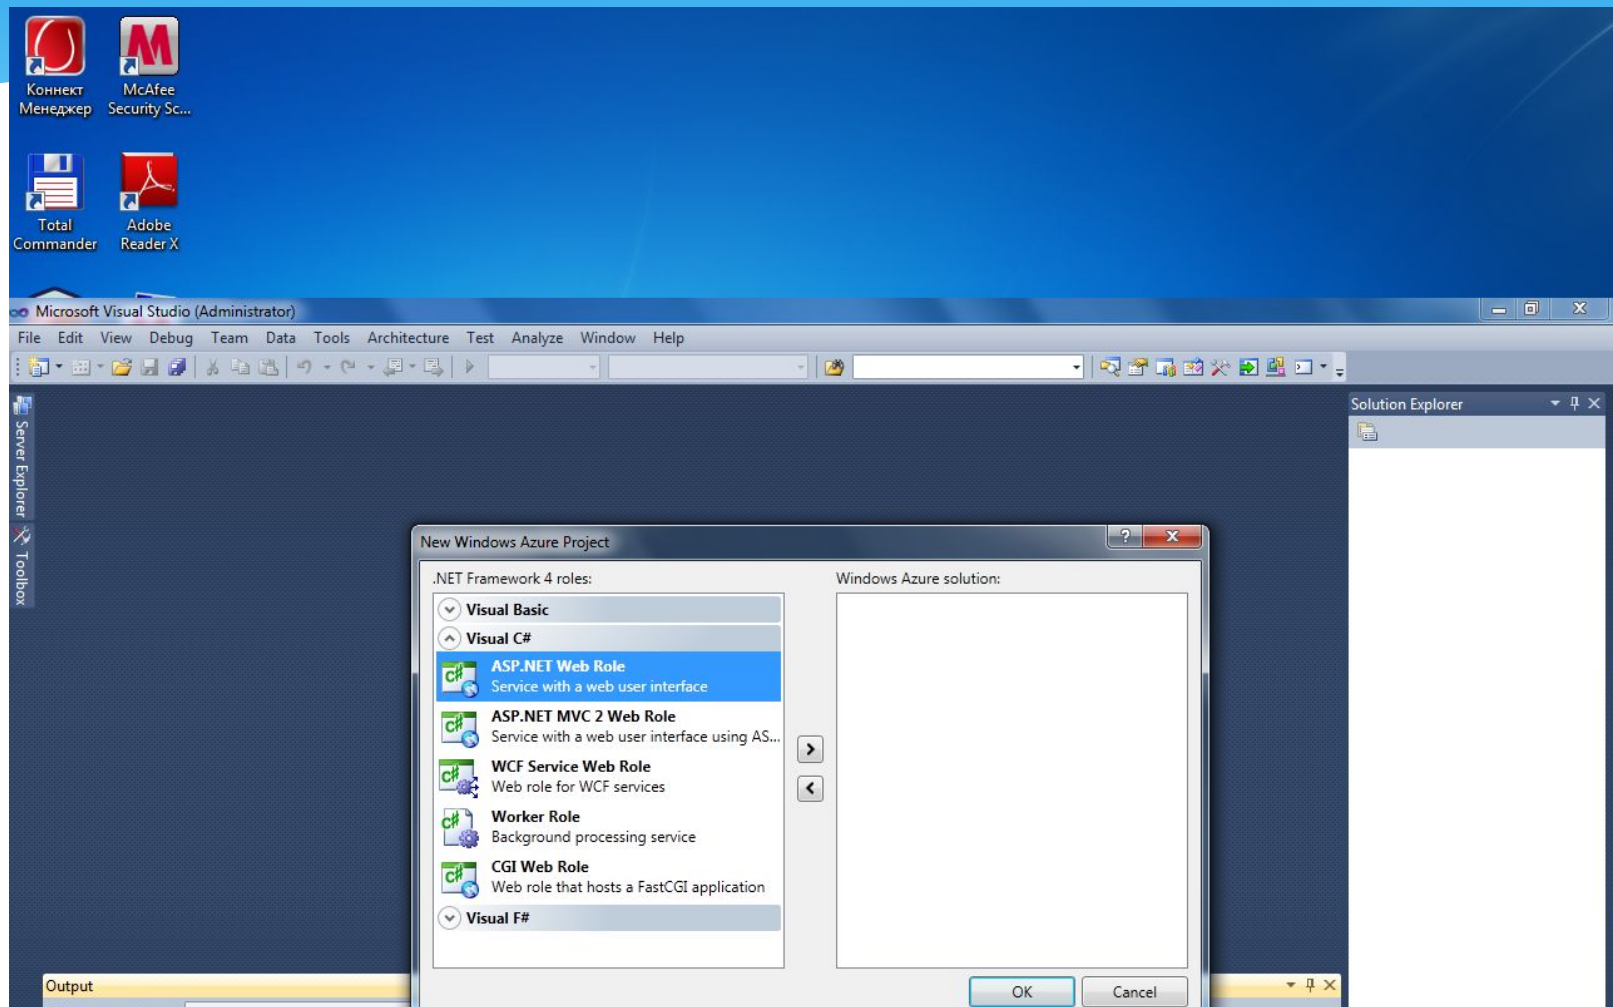 Коннект
Менеджер
McAfee
Security Sc...
Total
Commander
Adobe
Reader X
Microsoft Visual Studio (Administrator)
File Edit View Debug Team Data Tools Architecture Test Analyze Window Help
Server Explorer
Toolbox
Solution Explorer
New Windows Azure Project
.NET Framework 4 roles:
Windows Azure solution:
Visual Basic
Visual C#
ASP.NET Web Role
Service with a web user interface
ASP.NET MVC 2 Web Role
Service with a web user interface using AS...
WCF Service Web Role
Web role for WCF services
Worker Role
Background processing service
CGI Web Role
Web role that hosts a FastCGI application
Visual F#
OK Cancel
Output